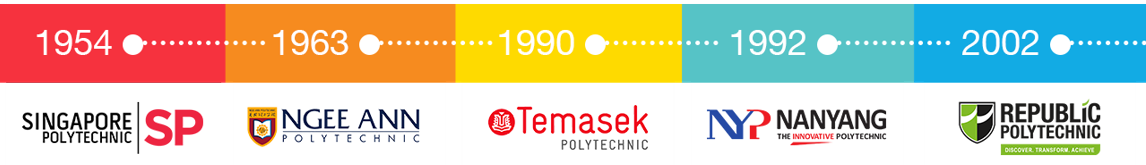 1954 1963 1990 1992 2002
SINGAPORE
POLYTECHNIC
SP
NGEE ANN
POLYTECHNIC
Temasek
POLYTECHNIC
NYP
NANYANG
THE INNOVATIVE POLYTECHNIC
REPUBLIC
POLYTECHNIC
DISCOVER. TRANSFORM. ACHIEVE